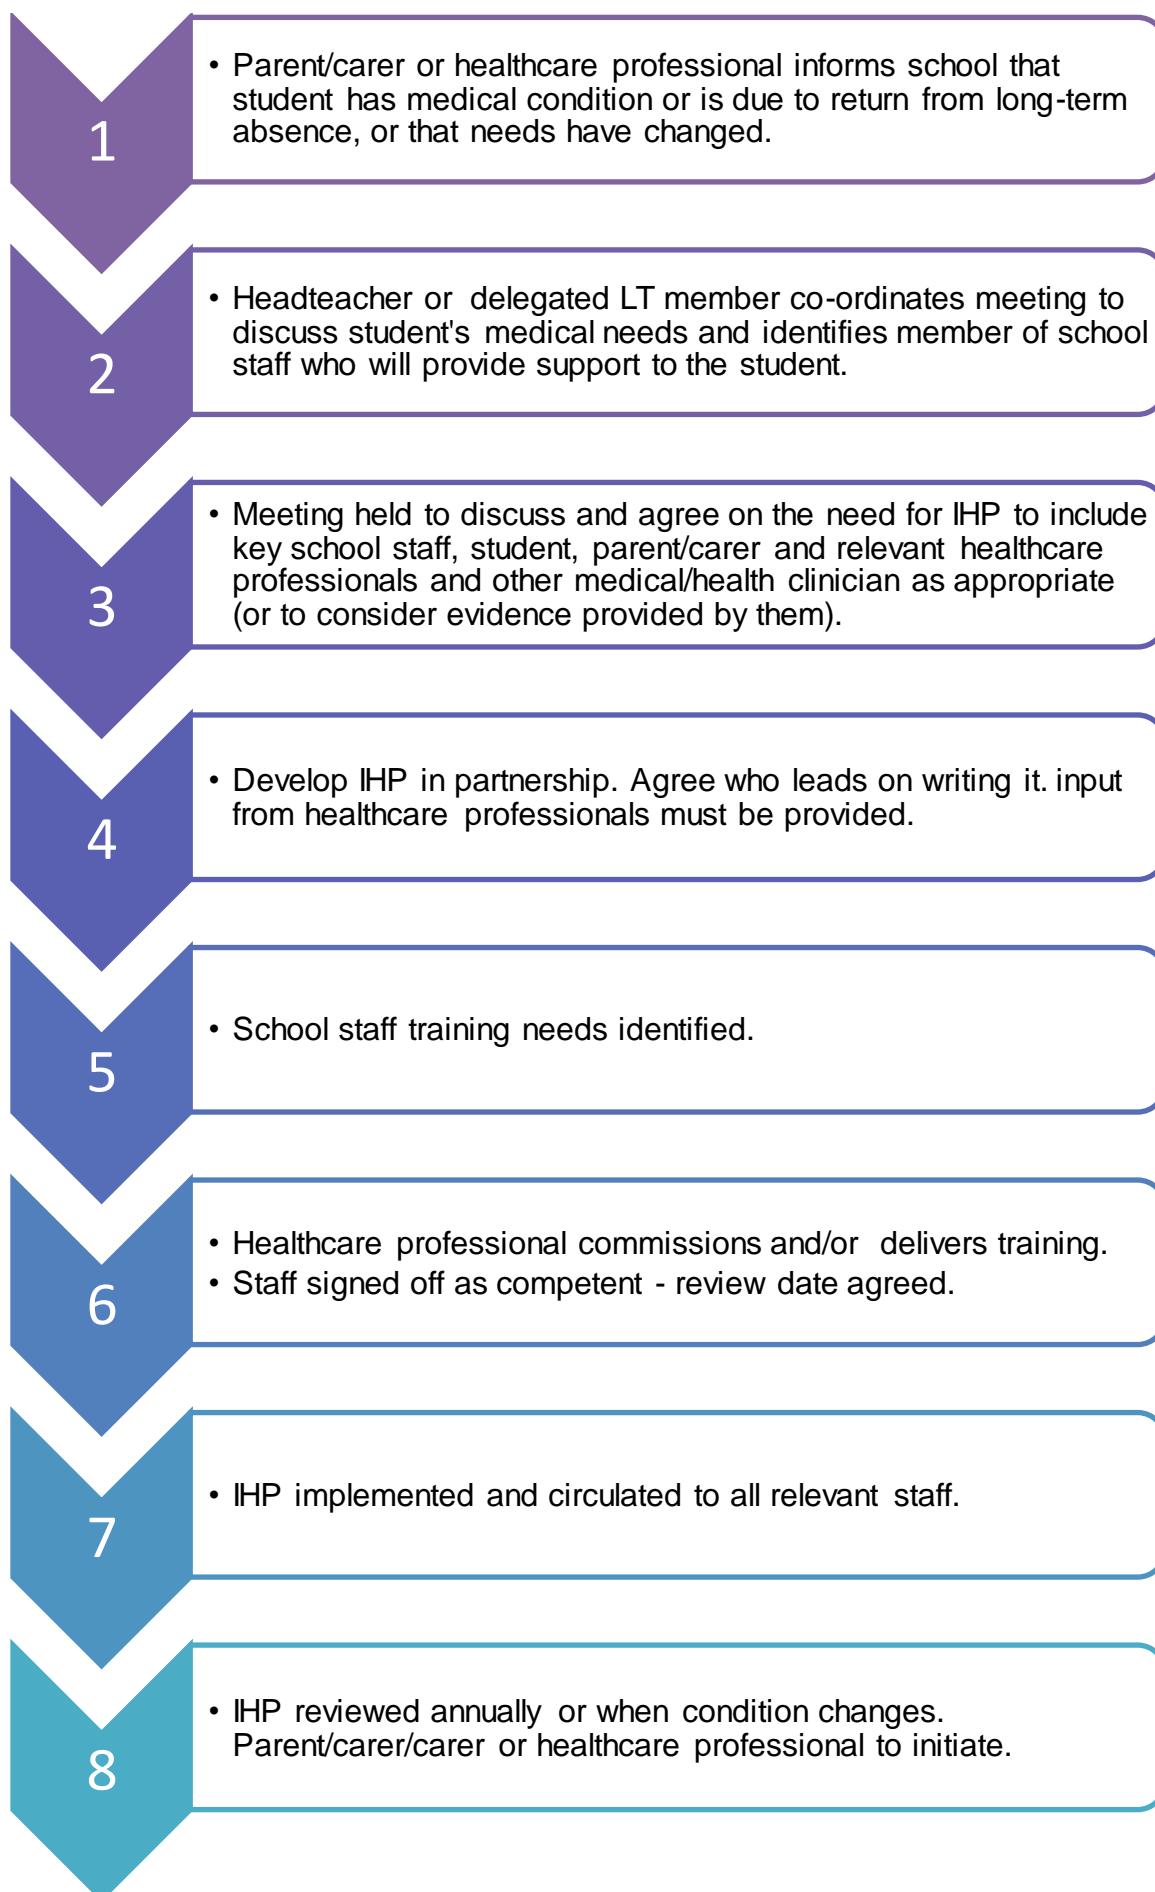 1
• Parent/carer or healthcare professional informs school that
student has medical condition or is due to return from long-term
absence, or that needs have changed.
2
• Headteacher or delegated LT member co-ordinates meeting to
discuss student's medical needs and identifies member of school
staff who will provide support to the student.
3
• Meeting held to discuss and agree on the need for IHP to include
key school staff, student, parent/carer and relevant healthcare
professionals and other medical/health clinician as appropriate
(or to consider evidence provided by them).
4
• Develop IHP in partnership. Agree who leads on writing it. input
from healthcare professionals must be provided.
5
• School staff training needs identified.
6
• Healthcare professional commissions and/or delivers training.
• Staff signed off as competent - review date agreed.
7
• IHP implemented and circulated to all relevant staff.
8
• IHP reviewed annually or when condition changes.
Parent/carer/carer or healthcare professional to initiate.